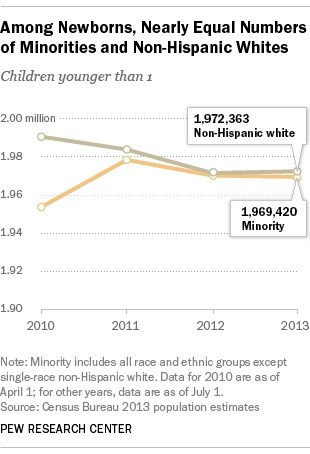 Among Newborns, Nearly Equal Numbers
of Minorities and Non-Hispanic Whites
Children younger than 1
2.00 million
1,972,363
Non-Hispanic white
1.98
1.96
1,969,420
Minority
1.94
1.92
1.90
2010 2011 2012 2013
Note: Minority includes all race and ethnic groups except
single-race non-Hispanic white. Data for 2010 are as of
April 1; for other years, data are as of July 1.
Source: Census Bureau 2013 population estimates
PEW RESEARCH CENTER